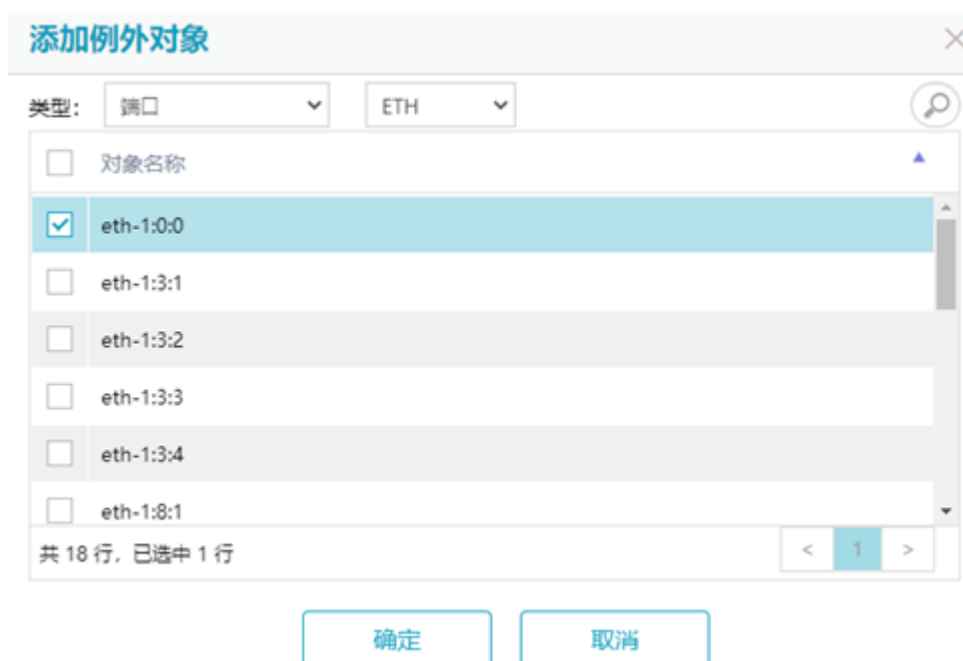 添加例外对象
类型： 端口 ETH
对象名称
eth-1:0:0
eth-1:3:1
eth-1:3:2
eth-1:3:3
eth-1:3:4
eth-1:8:1
共 18 行，已选中 1 行 < 1 >
确定 取消